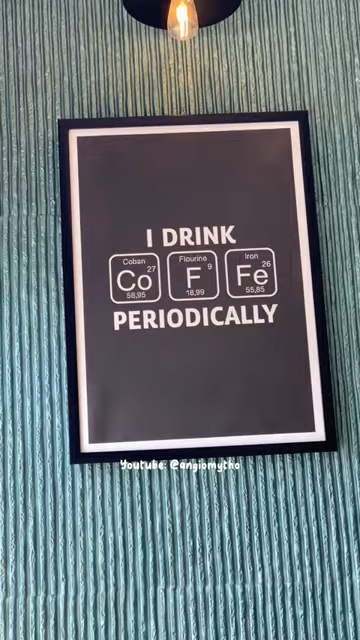 I DRINK
Coban Flourine Iron
27 9 26
Co F Fe
58,95 18,99 55,85
PERIODICALLY
Youtube: @angiomytho